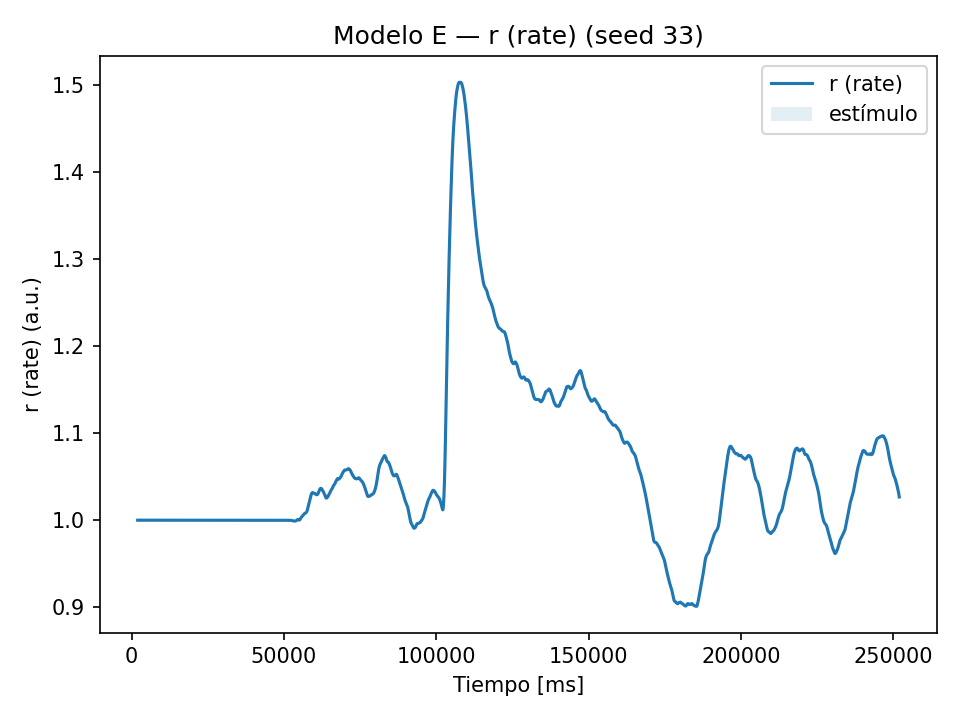 Modelo E — r (rate) (seed 33)
r (rate)
estímulo
r (rate) (a.u.)
1.5
1.4
1.3
1.2
1.1
1.0
0.9
0
50000
100000
150000
200000
250000
Tiempo [ms]